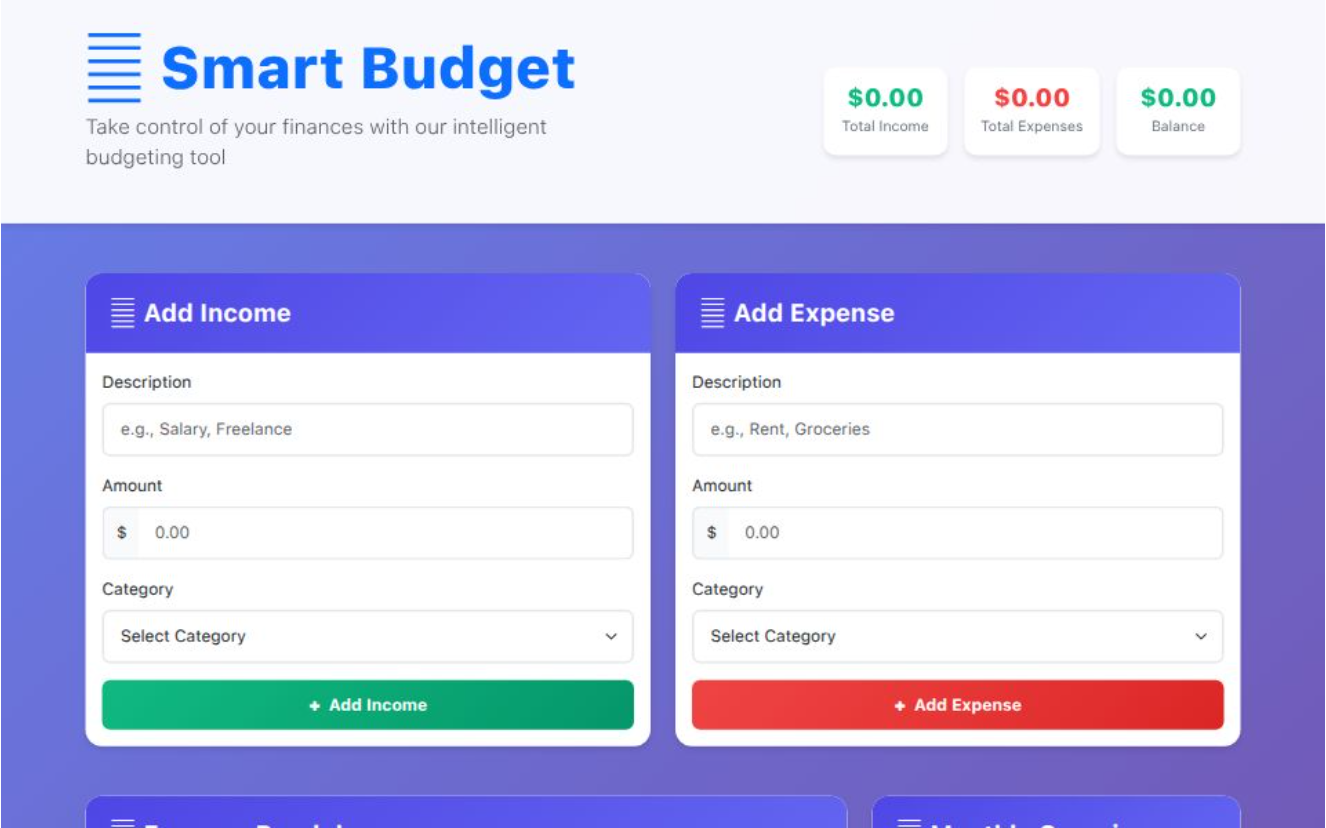 Smart Budget
Take control of your finances with our intelligent
budgeting tool
$0.00
Total Income
$0.00
Total Expenses
$0.00
Balance
Add Income
Description
e.g., Salary, Freelance
Amount
$ 0.00
Category
Select Category
+ Add Income
Add Expense
Description
e.g., Rent, Groceries
Amount
$ 0.00
Category
Select Category
+ Add Expense